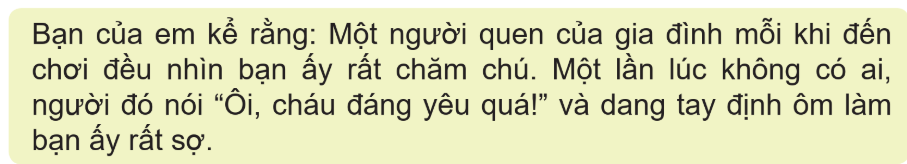 Bạn của em kể rằng: Một người quen của gia đình mỗi khi đến
chơi đều nhìn bạn ấy rất chăm chú. Một lần lúc không có ai,
người đó nói “Ôi, cháu đáng yêu quá!” và dang tay định ôm làm
bạn ấy rất sợ.